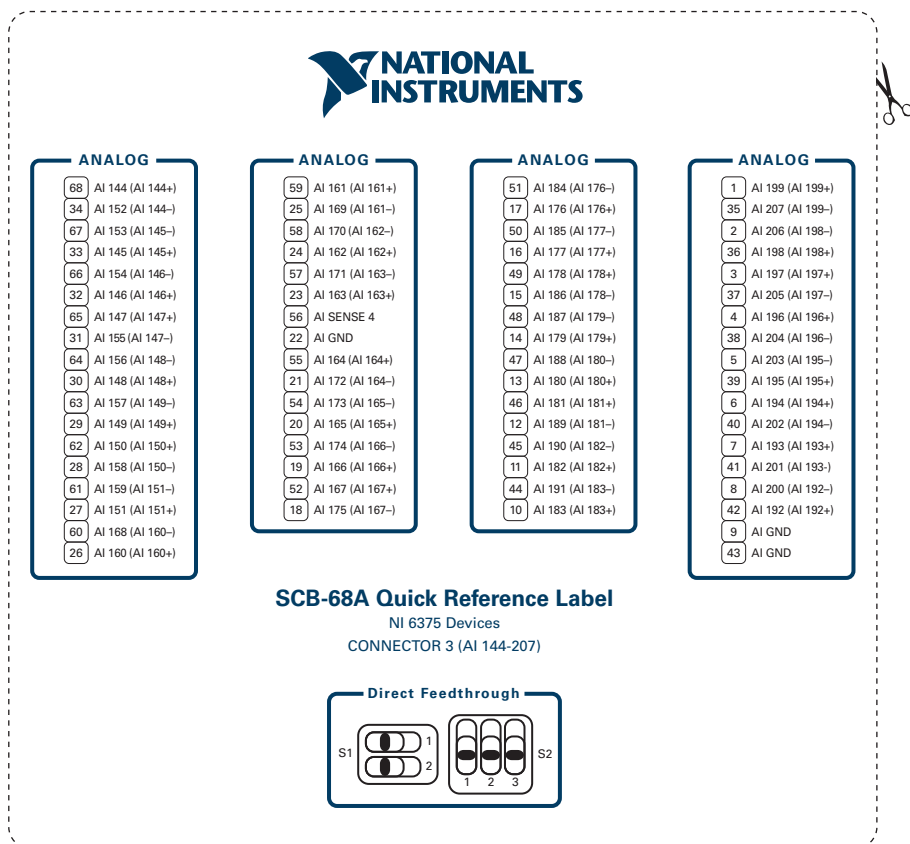 NATIONAL
INSTRUMENTS
ANALOG
68 AI 144 (AI 144+)
34 AI 152 (AI 144–)
67 AI 153 (AI 145–)
33 AI 145 (AI 145+)
66 AI 154 (AI 146–)
32 AI 146 (AI 146+)
65 AI 147 (AI 147+)
31 AI 155 (AI 147–)
64 AI 156 (AI 148–)
30 AI 148 (AI 148+)
63 AI 157 (AI 149–)
29 AI 149 (AI 149+)
62 AI 150 (AI 150+)
28 AI 158 (AI 150–)
61 AI 159 (AI 151–)
27 AI 151 (AI 151+)
60 AI 168 (AI 160–)
26 AI 160 (AI 160+)
ANALOG
59 AI 161 (AI 161+)
25 AI 169 (AI 161–)
58 AI 170 (AI 162–)
24 AI 162 (AI 162+)
57 AI 171 (AI 163–)
23 AI 163 (AI 163+)
56 AI SENSE 4
22 AI GND
55 AI 164 (AI 164+)
21 AI 172 (AI 164–)
54 AI 173 (AI 165–)
20 AI 165 (AI 165+)
53 AI 174 (AI 166–)
19 AI 166 (AI 166+)
52 AI 167 (AI 167+)
18 AI 175 (AI 167–)
ANALOG
51 AI 184 (AI 176–)
17 AI 176 (AI 176+)
50 AI 185 (AI 177–)
16 AI 177 (AI 177+)
49 AI 178 (AI 178+)
15 AI 186 (AI 178–)
48 AI 187 (AI 179–)
14 AI 179 (AI 179+)
47 AI 188 (AI 180–)
13 AI 180 (AI 180+)
46 AI 181 (AI 181+)
12 AI 189 (AI 181–)
45 AI 190 (AI 182–)
11 AI 182 (AI 182+)
44 AI 191 (AI 183–)
10 AI 183 (AI 183+)
ANALOG
1 AI 199 (AI 199+)
35 AI 207 (AI 199–)
2 AI 206 (AI 198–)
36 AI 198 (AI 198+)
3 AI 197 (AI 197+)
37 AI 205 (AI 197–)
4 AI 196 (AI 196+)
38 AI 204 (AI 196–)
5 AI 203 (AI 195–)
39 AI 195 (AI 195+)
6 AI 194 (AI 194+)
40 AI 202 (AI 194–)
7 AI 193 (AI 193+)
41 AI 201 (AI 193-)
8 AI 200 (AI 192–)
42 AI 192 (AI 192+)
9 AI GND
43 AI GND
SCB-68A Quick Reference Label
NI 6375 Devices
CONNECTOR 3 (AI 144-207)
Direct Feedthrough
S1
1
2
1 2 3
S2